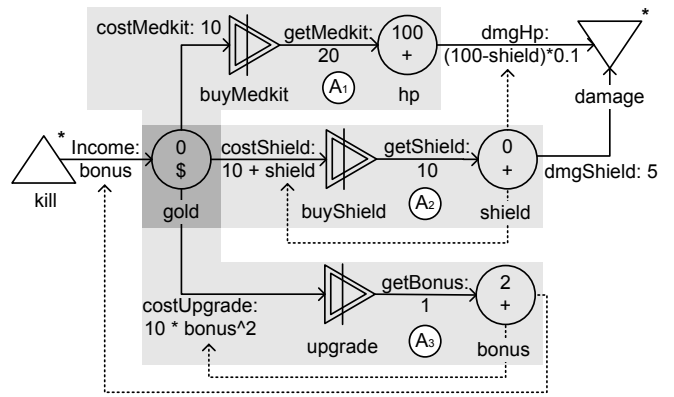 costMedkit: 10
getMedkit:
20
100
+
dmgHp:
(100-shield)*0.1
*
buyMedkit
A1
hp
damage
*
Income:
bonus
kill
0
$
gold
costShield:
10 + shield
getShield:
10
0
+
dmgShield: 5
buyShield
A2
shield
costUpgrade:
10 * bonus^2
getBonus:
1
2
+
upgrade
A3
bonus